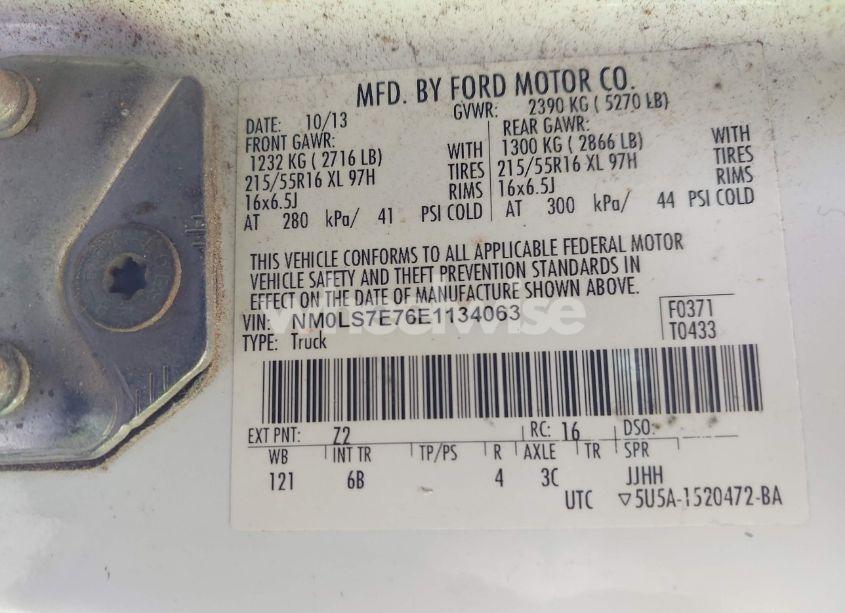 MFD. BY FORD MOTOR CO.
DATE: 10/13 GVWR: 2390 KG ( 5270 LB)
FRONT GAWR: REAR GAWR:
1232 KG ( 2716 LB) WITH 1300 KG ( 2866 LB) WITH
215/55R16 XL 97H TIRES 215/55R16 XL 97H TIRES
16x6.5J RIMS 16x6.5J RIMS
AT 280 kPa/ 41 PSI COLD AT 300 kPa/ 44 PSI COLD
THIS VEHICLE CONFORMS TO ALL APPLICABLE FEDERAL MOTOR
VEHICLE SAFETY AND THEFT PREVENTION STANDARDS IN
EFFECT ON THE DATE OF MANUFACTURE SHOWN ABOVE.
VIN: NM0LS7E76E1134063 F0371
TYPE: Truck T0433
EXT PNT: Z2 RC: 16 DSO:
WB INT TR TP/PS R AXLE TR SPR
121 6B 4 3C JJHH
UTC ▽5U5A-1520472-BA